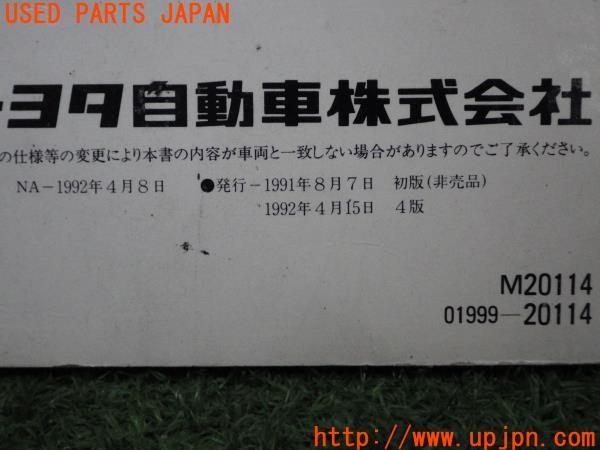 USED PARTS JAPAN
トヨタ自動車株式会社
の仕様等の変更により本書の内容が車両と一致しない場合がありますのでご了承ください。
NA-1992年4月8日 ●発行-1991年8月7日 初版(非売品)
1992年4月15日 4版
M20114
01999-20114
http://www.upjpn.com/